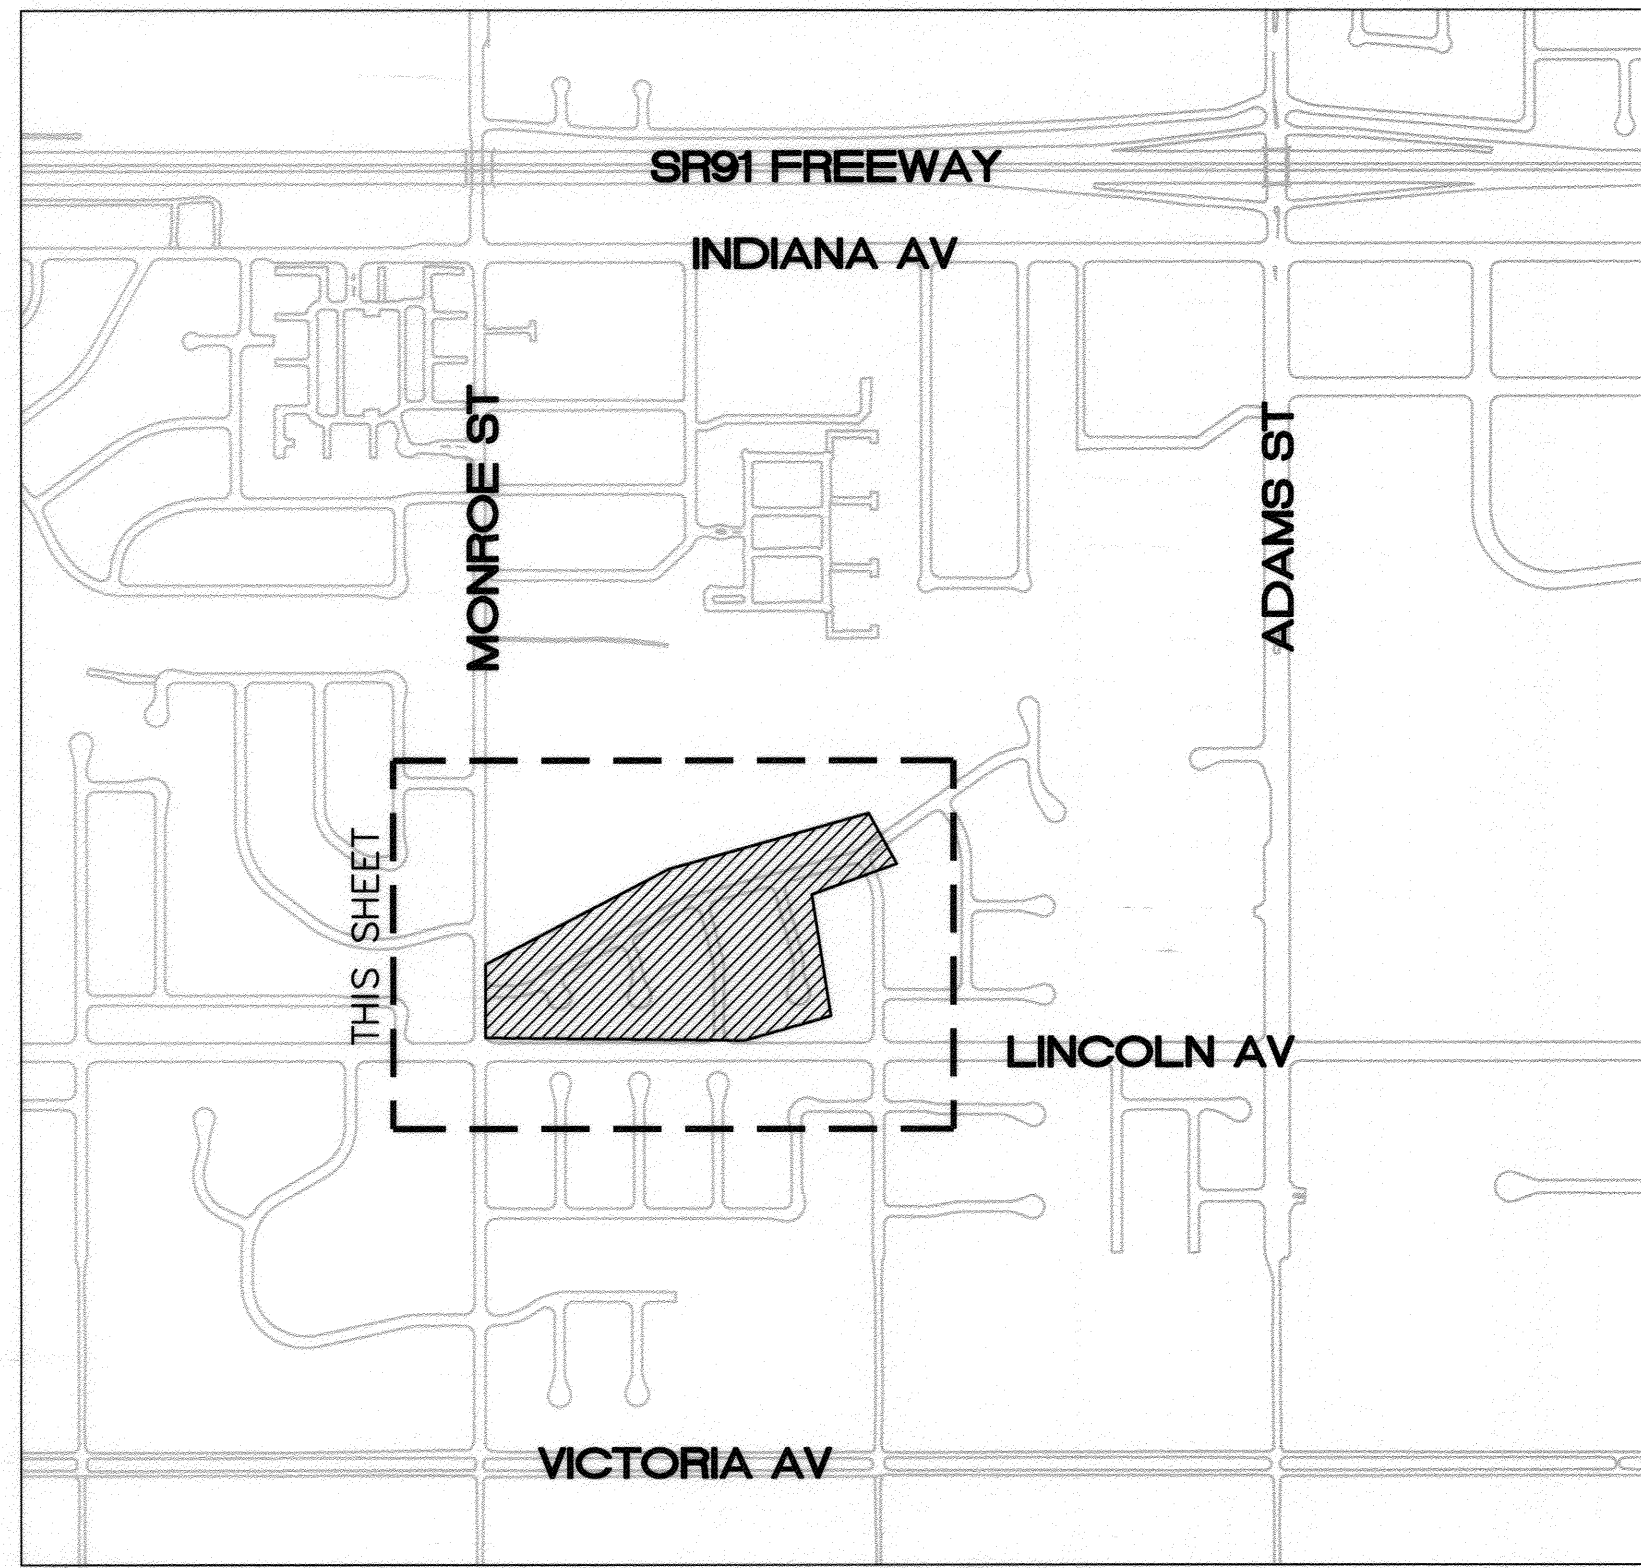 SR91 FREEWAY
INDIANA AV
MONROE ST
ADAMS ST
THIS SHEET
LINCOLN AV
VICTORIA AV